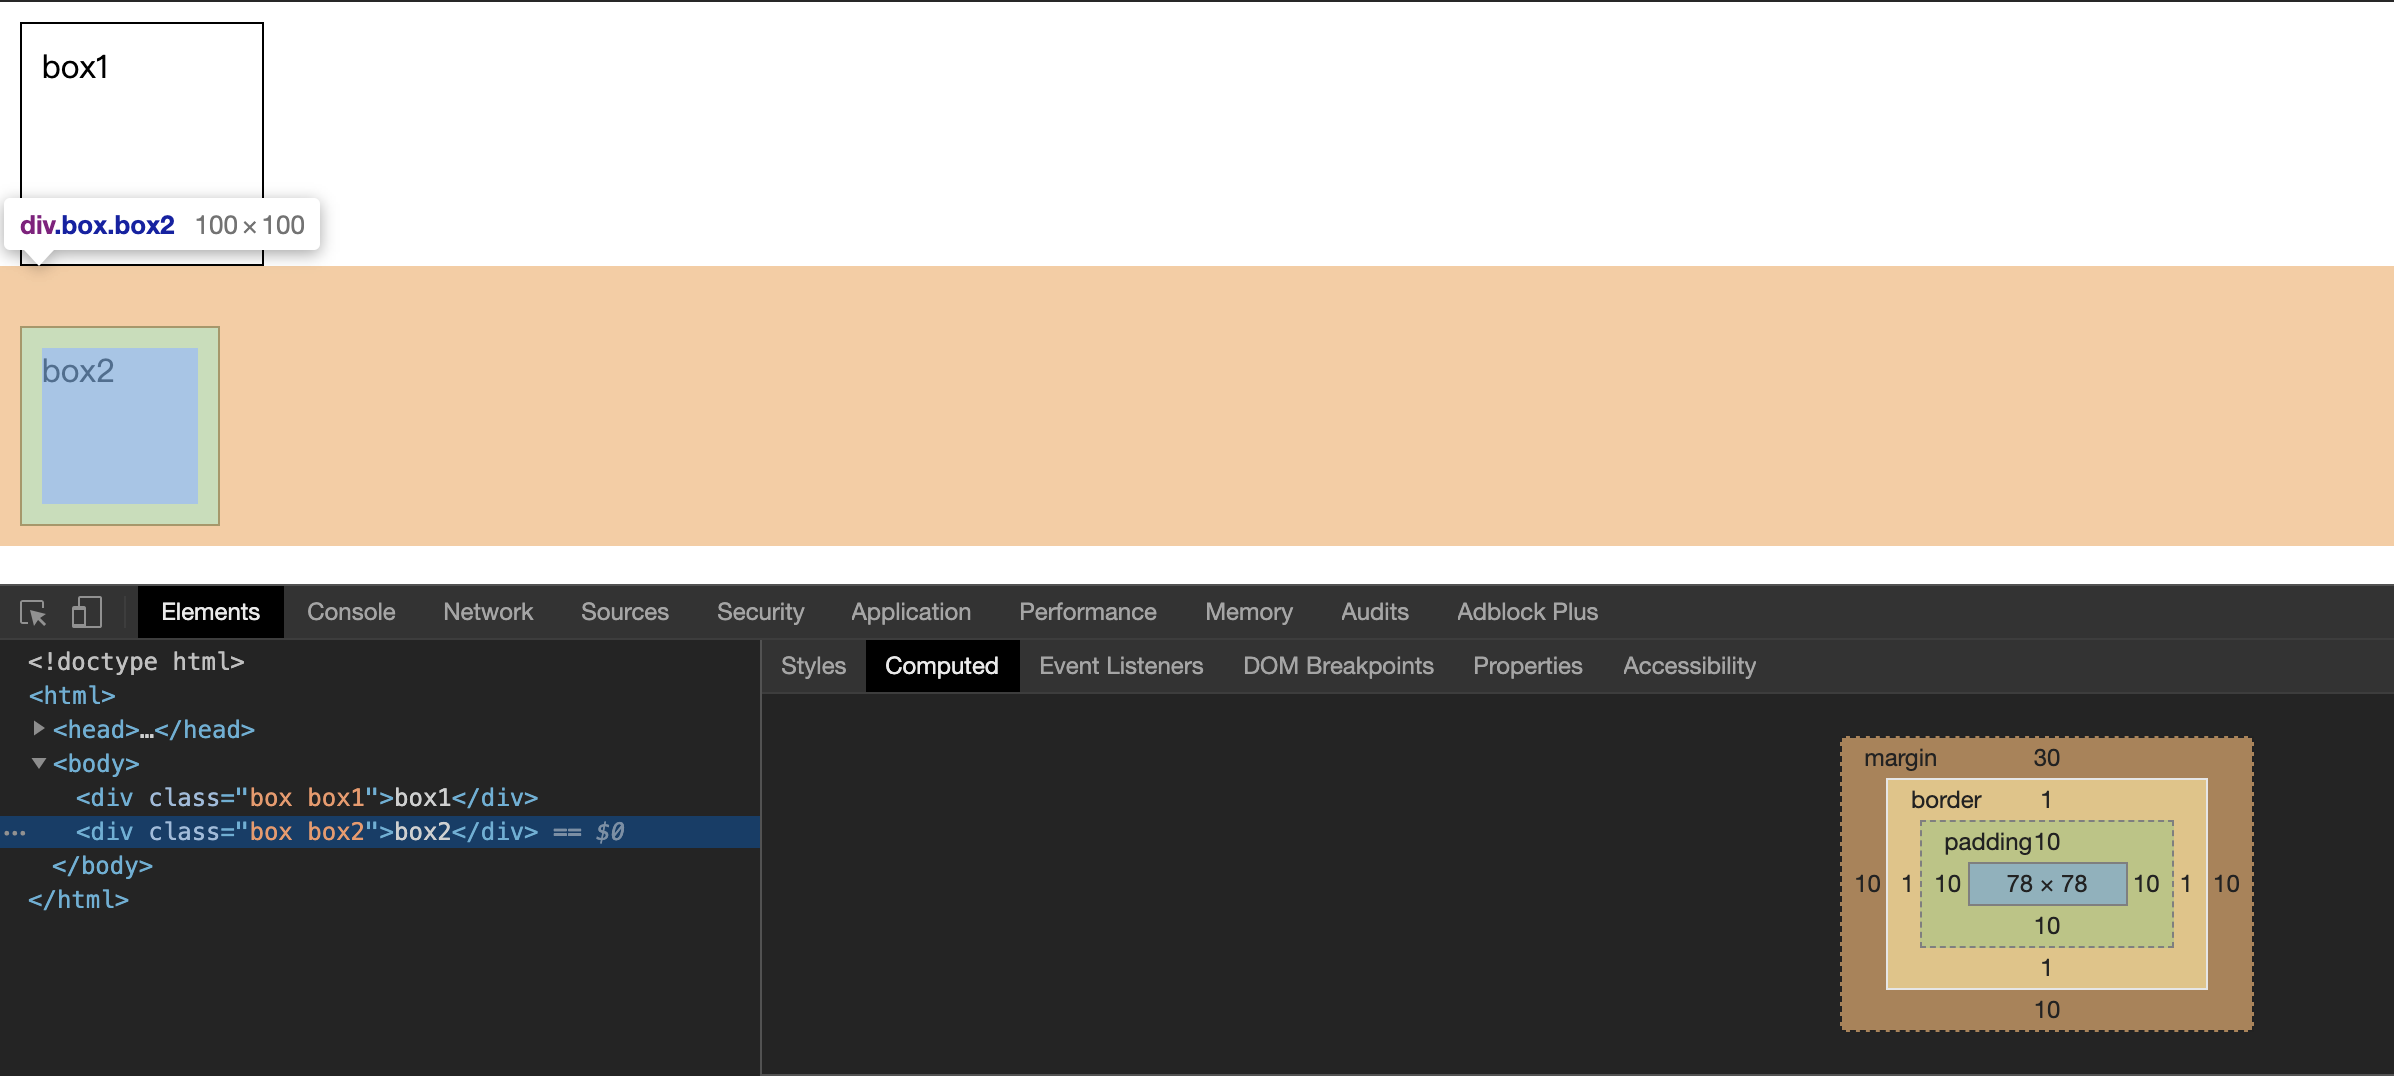 box1
div.box.box2 100 × 100
box2
Elements Console Network Sources Security Application Performance Memory Audits Adblock Plus
<!doctype html>
<html>
<head>…</head>
<body>
<div class="box box1">box1</div>
… <div class="box box2">box2</div> == $0
</body>
</html>
Styles Computed Event Listeners DOM Breakpoints Properties Accessibility
margin 30
border 1
padding10
10 1 10 78 × 78 10 1 10
10
1
10